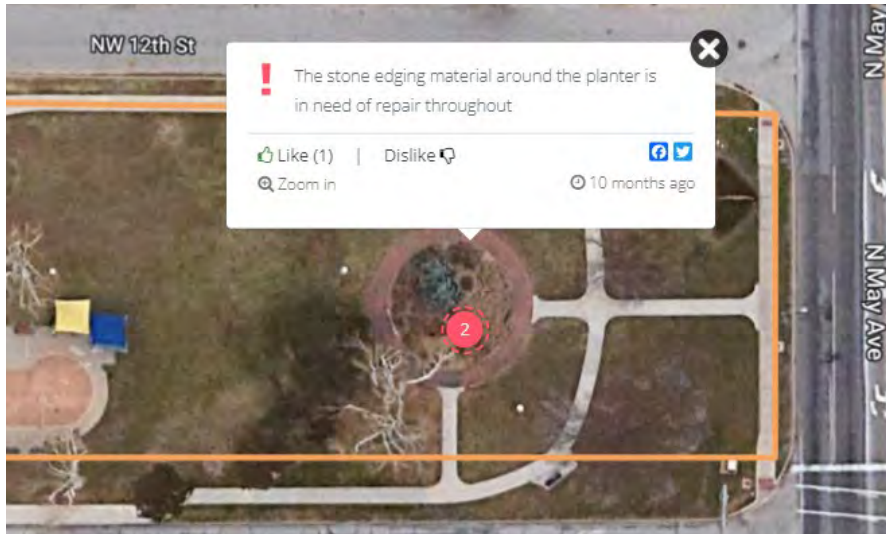 NW 12th St
N May
The stone edging material around the planter is
in need of repair throughout
Like (1) | Dislike
Zoom in
10 months ago
2
N May Ave